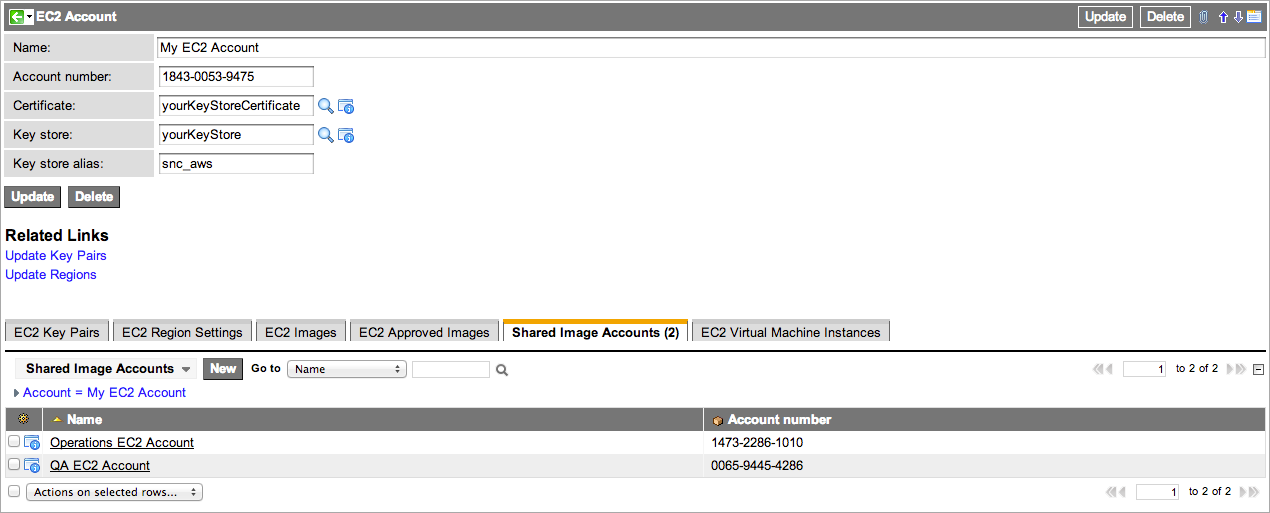 EC2 Account Update Delete
Name: My EC2 Account
Account number: 1843-0053-9475
Certificate: yourKeyStoreCertificate
Key store: yourKeyStore
Key store alias: snc_aws
Update Delete
Related Links
Update Key Pairs
Update Regions
EC2 Key Pairs EC2 Region Settings EC2 Images EC2 Approved Images Shared Image Accounts (2) EC2 Virtual Machine Instances
Shared Image Accounts New Go to Name 1 to 2 of 2
Account = My EC2 Account
Name Account number
Operations EC2 Account 1473-2286-1010
QA EC2 Account 0065-9445-4286
Actions on selected rows... 1 to 2 of 2